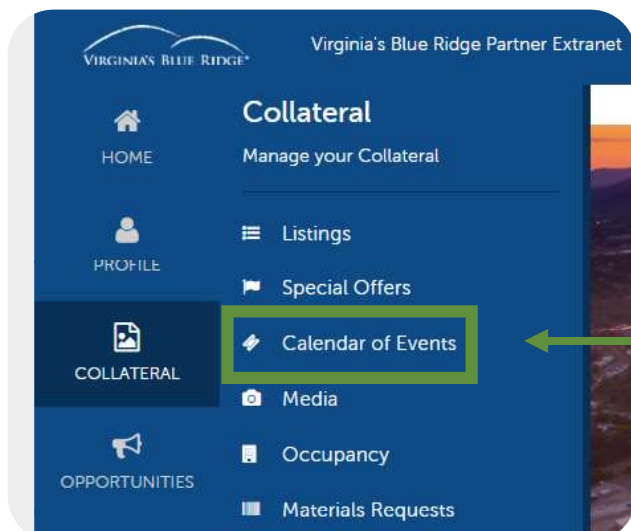 VIRGINIA'S BLUE RIDGE®
Virginia's Blue Ridge Partner Extranet
HOME
PROFILE
COLLATERAL
OPPORTUNITIES
Collateral
Manage your Collateral
Listings
Special Offers
Calendar of Events
Media
Occupancy
Materials Requests